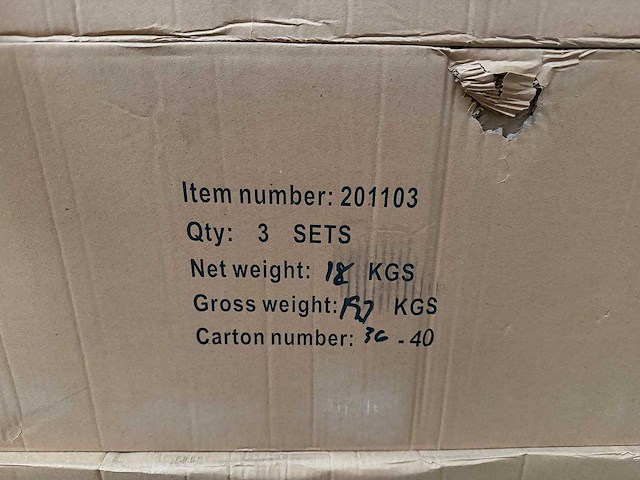 Item number: 201103
Qty: 3 SETS
Net weight: 18 KGS
Gross weight: KGS
Carton number: 36 - 40